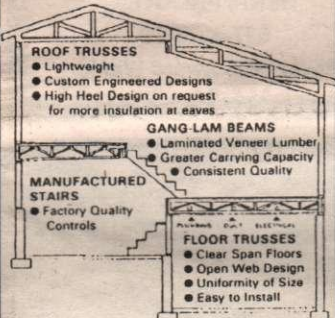 ROOF TRUSSES
● Lightweight
● Custom Engineered Designs
● High Heel Design on request
for more insulation at eaves
GANG-LAM BEAMS
● Laminated Veneer Lumber
● Greater Carrying Capacity
● Consistent Quality
MANUFACTURED
STAIRS
● Factory Quality
Controls
PLUMBING DUCT ELECTRICAL
FLOOR TRUSSES
● Clear Span Floors
● Open Web Design
● Uniformity of Size
● Easy to Install